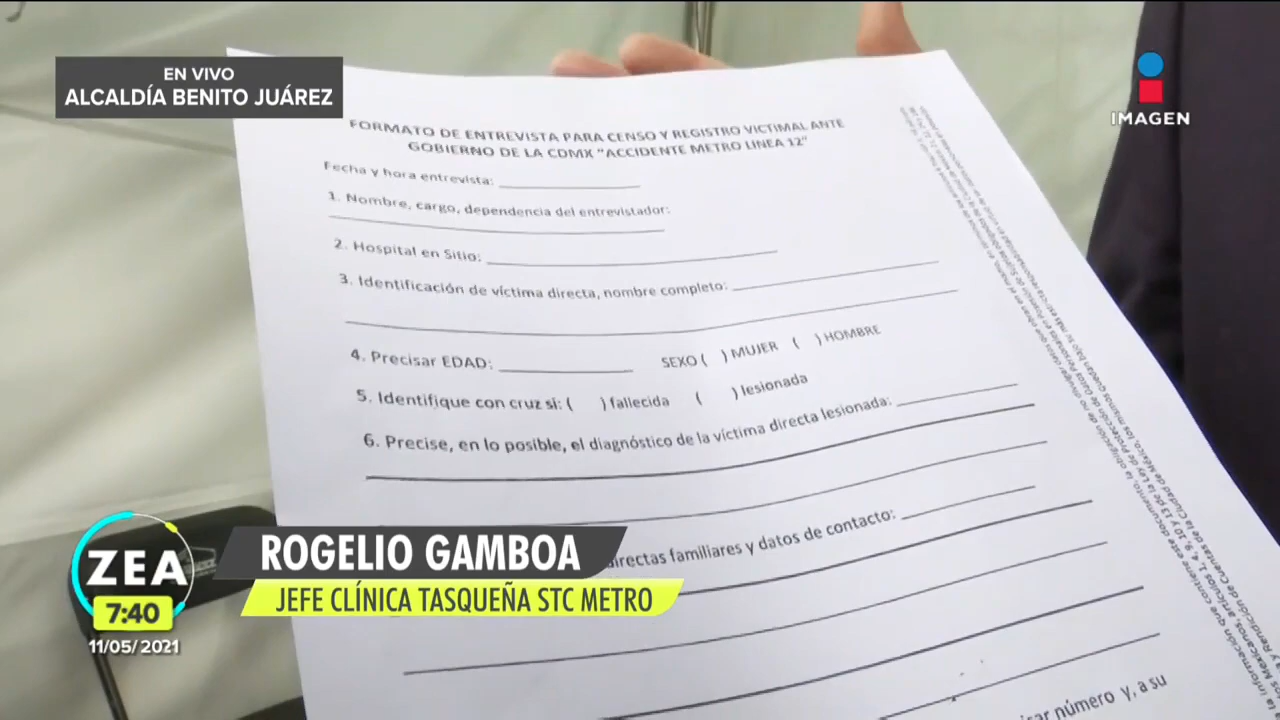 EN VIVO
ALCALDÍA BENITO JUÁREZ
IMAGEN
FORMATO DE ENTREVISTA PARA CENSO Y REGISTRO VICTIMAL ANTE
GOBIERNO DE LA CDMX "ACCIDENTE METRO LINEA 12"
Fecha y hora entrevista:
1. Nombre, cargo, dependencia del entrevistador:
2. Hospital en Sitio:
3. Identificación de víctima directa, nombre completo:
4. Precisar EDAD: SEXO ( ) MUJER ( ) HOMBRE
5. Identifique con cruz si: ( ) fallecida ( ) lesionada
6. Precise, en lo posible, el diagnóstico de la víctima directa lesionada:
directas familiares y datos de contacto:
número y, a su
ROGELIO GAMBOA
JEFE CLÍNICA TASQUEÑA STC METRO
ZEA
7:40
11/05/2021